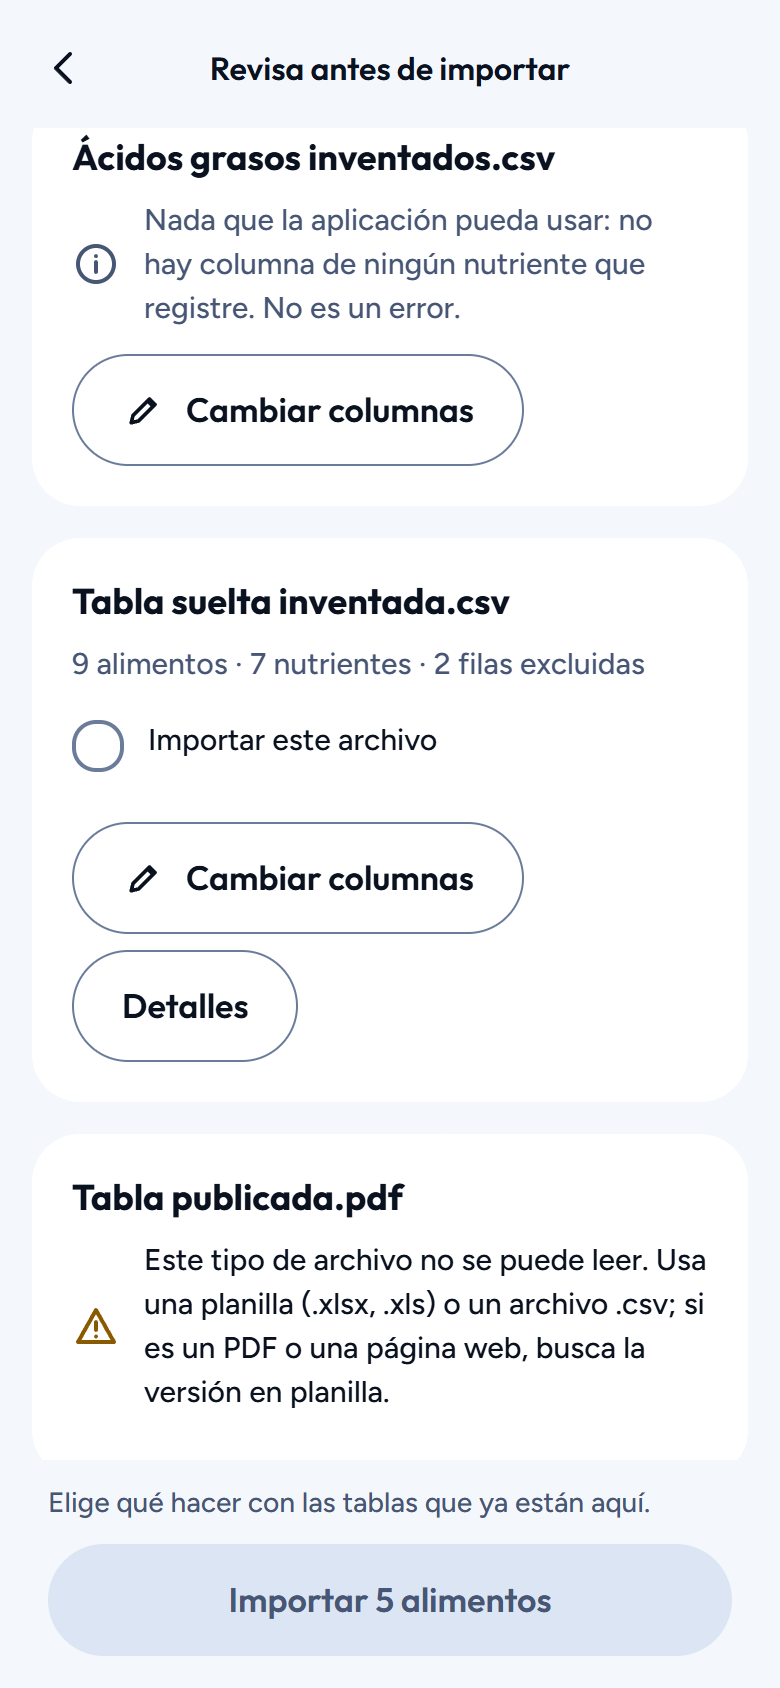 Revisa antes de importar
Ácidos grasos inventados.csv
Nada que la aplicación pueda usar: no
hay columna de ningún nutriente que
registre. No es un error.
Cambiar columnas
Tabla suelta inventada.csv
9 alimentos · 7 nutrientes · 2 filas excluidas
Importar este archivo
Cambiar columnas
Detalles
Tabla publicada.pdf
Este tipo de archivo no se puede leer. Usa
una planilla (.xlsx, .xls) o un archivo .csv; si
es un PDF o una página web, busca la
versión en planilla.
Elige qué hacer con las tablas que ya están aquí.
Importar 5 alimentos